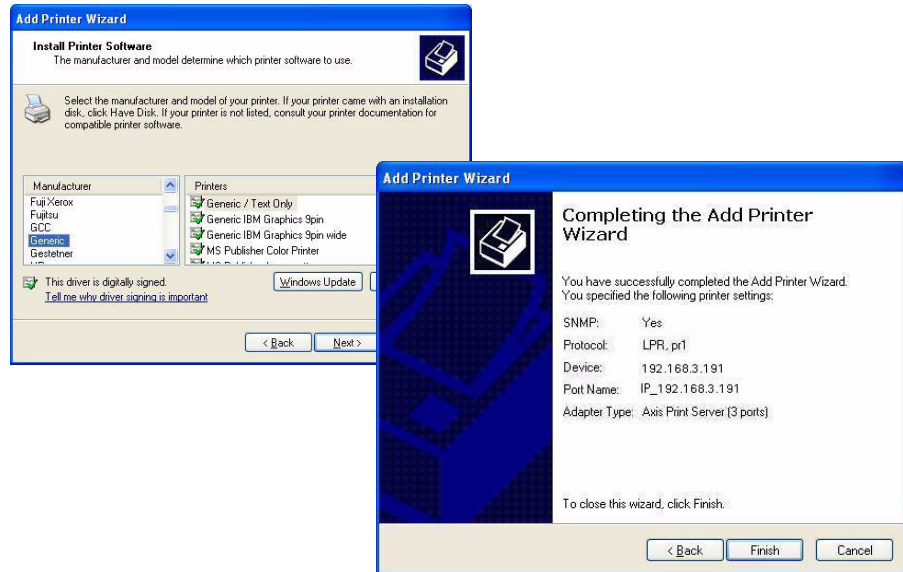 Add Printer Wizard
Install Printer Software
The manufacturer and model determine which printer software to use.
Select the manufacturer and model of your printer. If your printer came with an installation
disk, click Have Disk. If your printer is not listed, consult your printer documentation for
compatible printer software.
Manufacturer
Fuji Xerox
Fujitsu
GCC
Generic
Gestetner
Printers
Generic / Text Only
Generic IBM Graphics 9pin
Generic IBM Graphics 9pin wide
MS Publisher Color Printer
This driver is digitally signed.
Tell me why driver signing is important
Windows Update
< Back
Next >
Add Printer Wizard
Completing the Add Printer
Wizard
You have successfully completed the Add Printer Wizard.
You specified the following printer settings:
SNMP: Yes
Protocol: LPR, pr1
Device: 192.168.3.191
Port Name: IP_192.168.3.191
Adapter Type: Axis Print Server (3 ports)
To close this wizard, click Finish.
< Back
Finish
Cancel